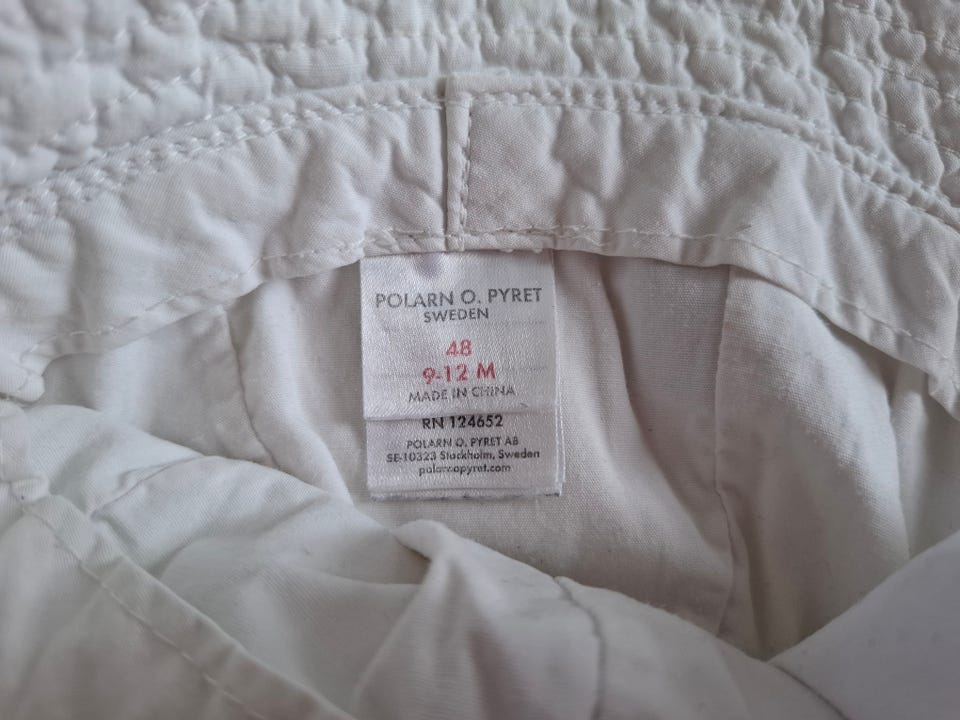 POLARN O. PYRET
SWEDEN
48
9-12 M
MADE IN CHINA
RN 124652
POLARN O. PYRET AB
SE-10323 Stockholm, Sweden
polarnopyret.com